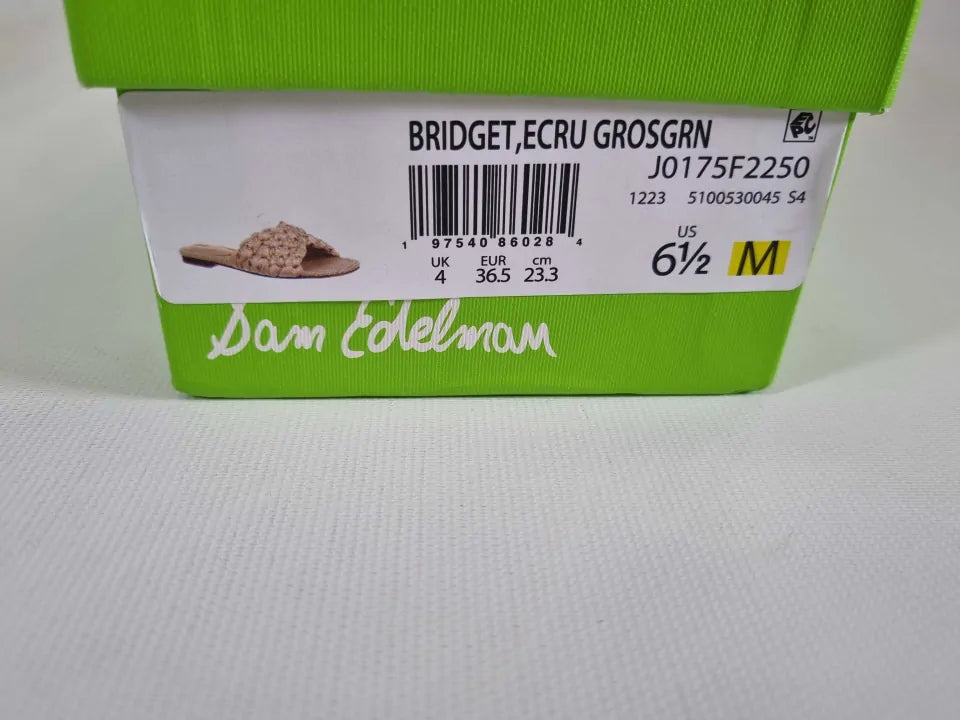 BRIDGET,ECRU GROSGRN
J0175F2250
1223 5100530045 S4
1 97540 86028 4
UK EUR cm
4 36.5 23.3
US
6½ M
Sam Edelman